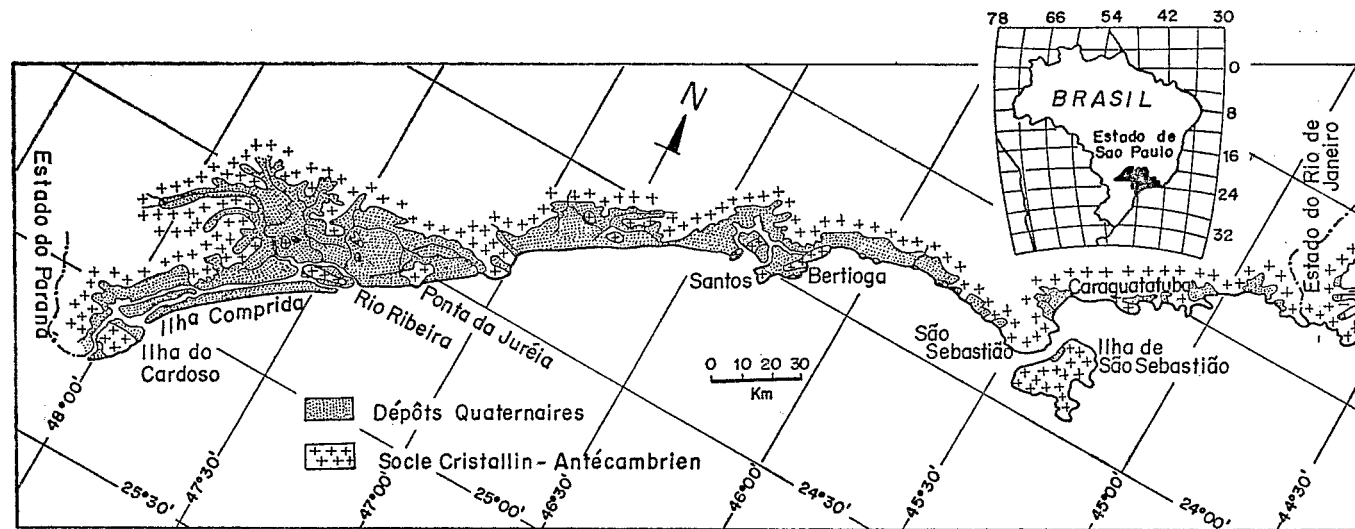 78 66 54 42 30
0
8
16
24
32
BRASIL
Estado de
Sao Paulo
N
Estado do Paraná
Estado do Rio de
Janeiro
Ilha Comprida
Ilha do
Cardoso
Rio Ribeira
Ponta da Juréia
Santos
Bertioga
São
Sebastião
Caraguatatuba
Ilha de
São Sebastião
0 10 20 30
Km
Dépôts Quaternaires
Socle Cristallin - Antécambrien
48°00'
25°30'
47°30'
47°00'
25°00'
46°30'
46°00'
24°30'
45°30'
45°00'
24°00'
44°30'